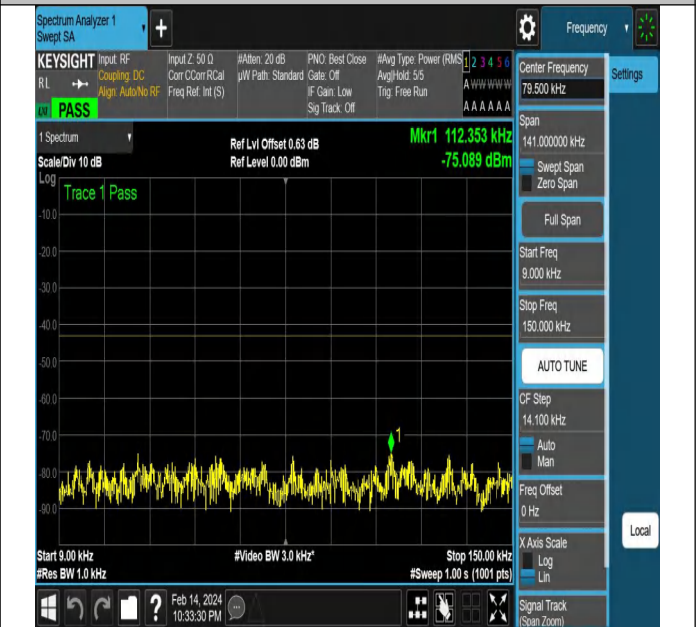 Spectrum Analyzer 1
Swept SA
+
Frequency
KEYSIGHT
RL
PASS
Input: RF
Coupling: DC
Align: Auto/No RF
Input Z: 50 Ω
Corr CCorr RCal
Freq Ref: Int (S)
#Atten: 20 dB
µW Path: Standard
PNO: Best Close
Gate: Off
IF Gain: Low
Sig Track: Off
#Avg Type: Power (RMS
Avg|Hold: 5/5
Trig: Free Run
1 2 3 4 5 6
A W W W W W
A A A A A A
1 Spectrum
Scale/Div 10 dB
Ref Lvl Offset 0.63 dB
Ref Level 0.00 dBm
Mkr1 112.353 kHz
-75.089 dBm
Log
Trace 1 Pass
-10.0
-20.0
-30.0
-40.0
-50.0
-60.0
-70.0
-80.0
-90.0
1
Start 9.00 kHz
#Res BW 1.0 kHz
#Video BW 3.0 kHz*
Stop 150.00 kHz
#Sweep 1.00 s (1001 pts)
Feb 14, 2024
10:33:30 PM
Center Frequency
79.500 kHz
Settings
Span
141.000000 kHz
Swept Span
Zero Span
Full Span
Start Freq
9.000 kHz
Stop Freq
150.000 kHz
AUTO TUNE
CF Step
14.100 kHz
Auto
Man
Freq Offset
0 Hz
Local
X Axis Scale
Log
Lin
Signal Track
(Span Zoom)